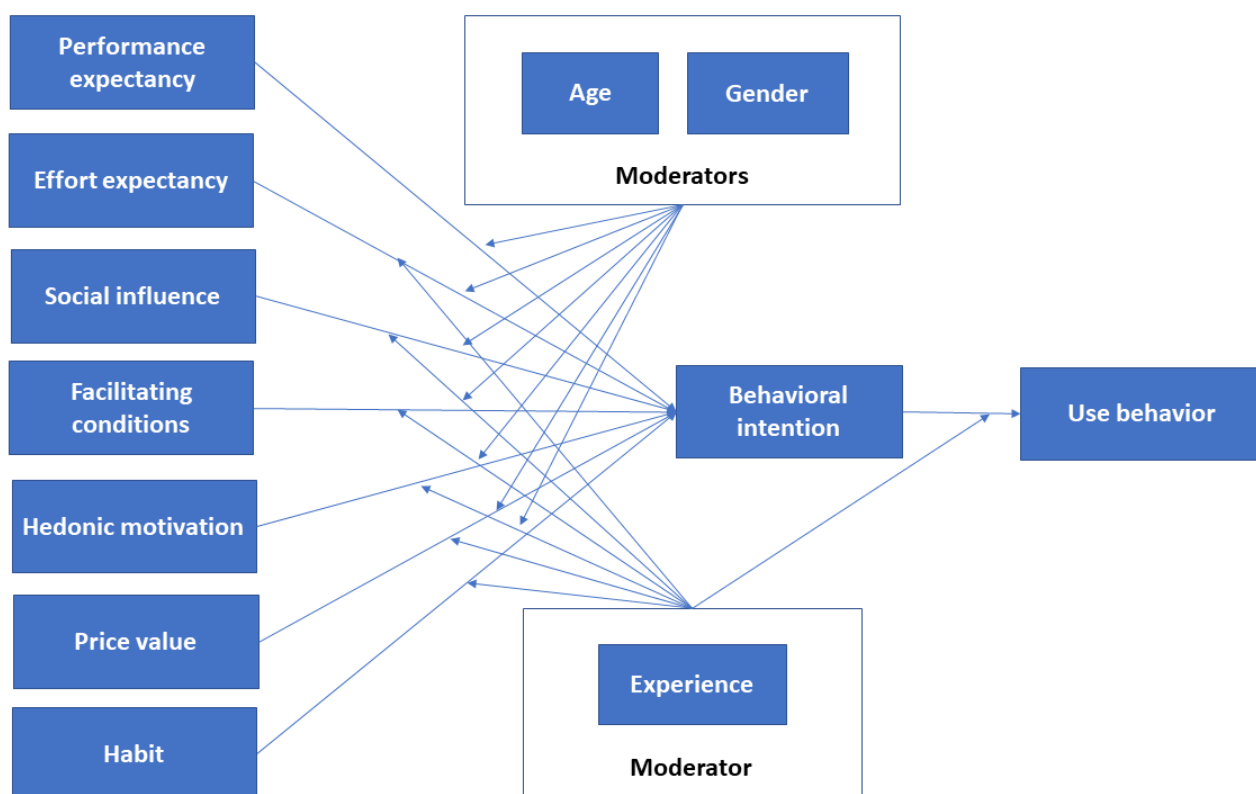 Performance
expectancy
Effort expectancy
Social influence
Facilitating
conditions
Hedonic motivation
Price value
Habit
Age
Gender
Moderators
Behavioral
intention
Use behavior
Experience
Moderator